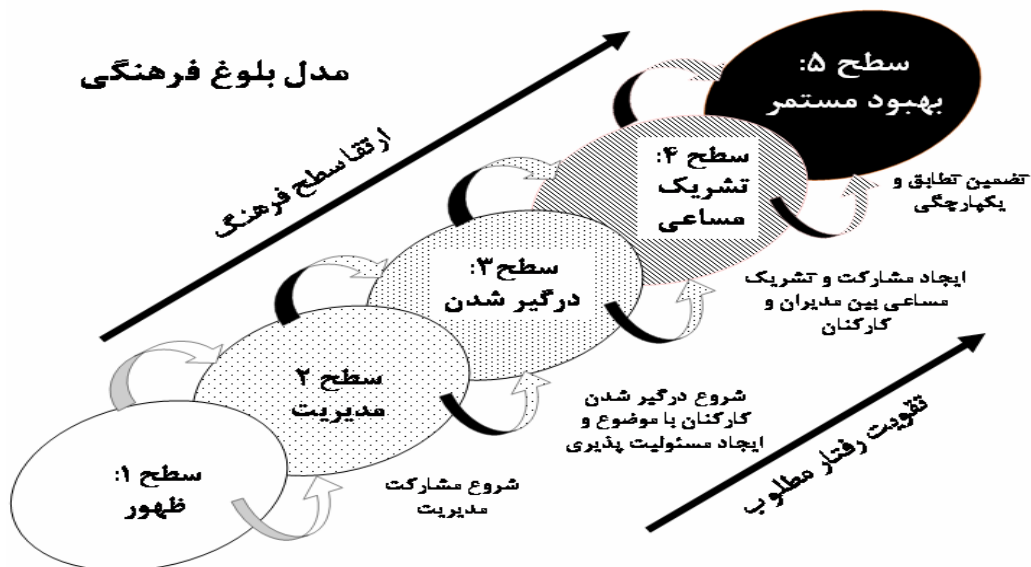 مدل بلوغ فرهنگی
ارتقا سطح فرهنگ
سطح ۵:
بهبود مستمر
سطح ۴:
تشریک
مساعی
تضمین تطابق و
یکپارچگی
سطح ۳:
درگیر شدن
ایجاد مشارکت و تشریک
مساعی بین مدیران و
کارکنان
سطح ۲
مدیریت
شروع درگیر شدن
کارکنان با موضوع و
ایجاد مسئولیت پذیری
تقویت رفتار مطلوب
سطح ۱:
ظهور
شروع مشارکت
مدیریت